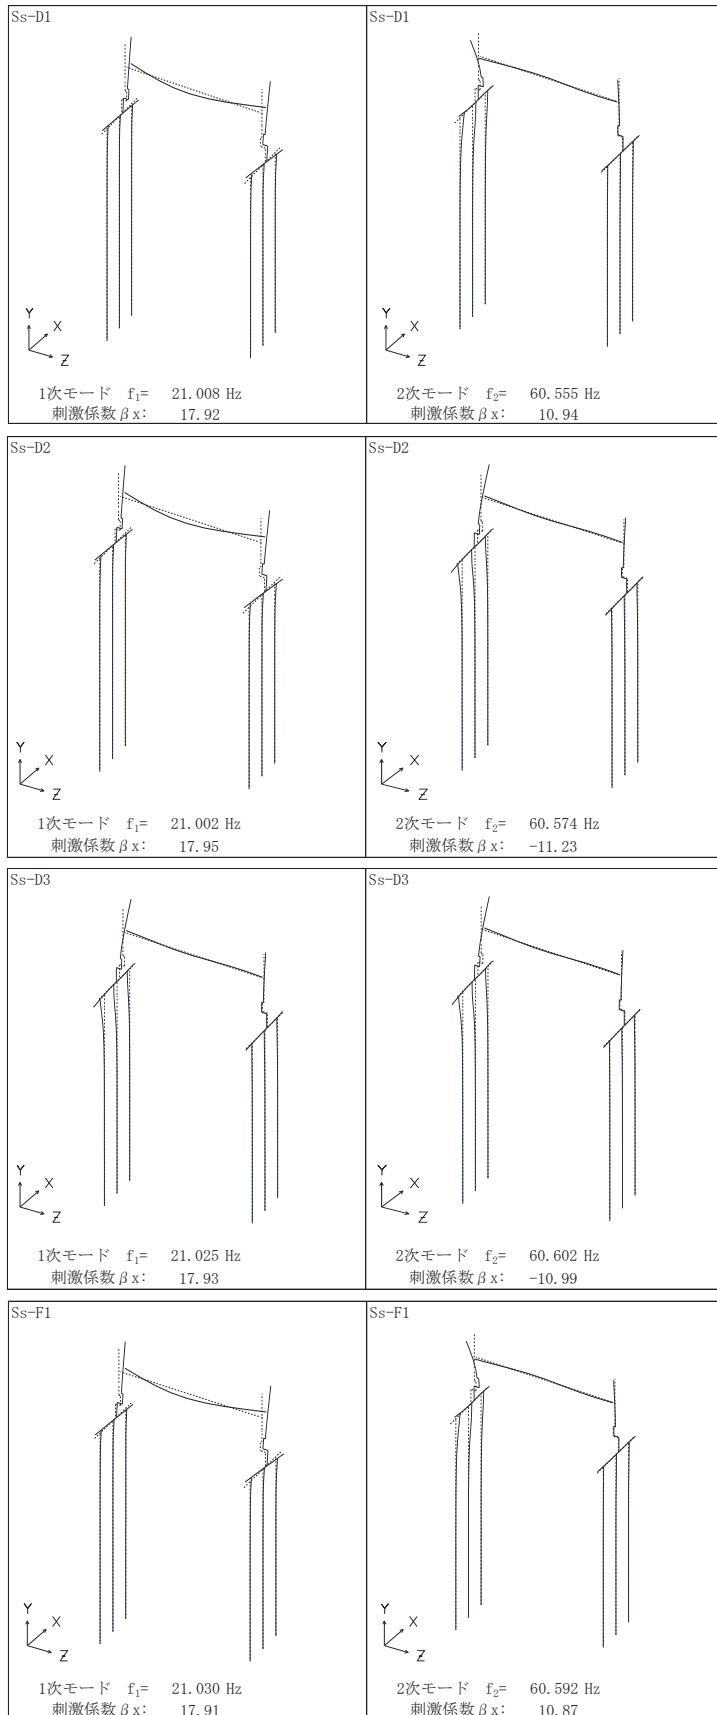 Ss-D1
Y
X
Z
1次モード f₁= 21.008 Hz
刺激係数βx: 17.92
Ss-D1
Y
X
Z
2次モード f₂= 60.555 Hz
刺激係数βx: 10.94
Ss-D2
Y
X
Z
1次モード f₁= 21.002 Hz
刺激係数βx: 17.95
Ss-D2
Y
X
Z
2次モード f₂= 60.574 Hz
刺激係数βx: -11.23
Ss-D3
Y
X
Z
1次モード f₁= 21.025 Hz
刺激係数βx: 17.93
Ss-D3
Y
X
Z
2次モード f₂= 60.602 Hz
刺激係数βx: -10.99
Ss-F1
Y
X
Z
1次モード f₁= 21.030 Hz
刺激係数βx: 17.91
Ss-F1
Y
X
Z
2次モード f₂= 60.592 Hz
刺激係数βx: 10.87